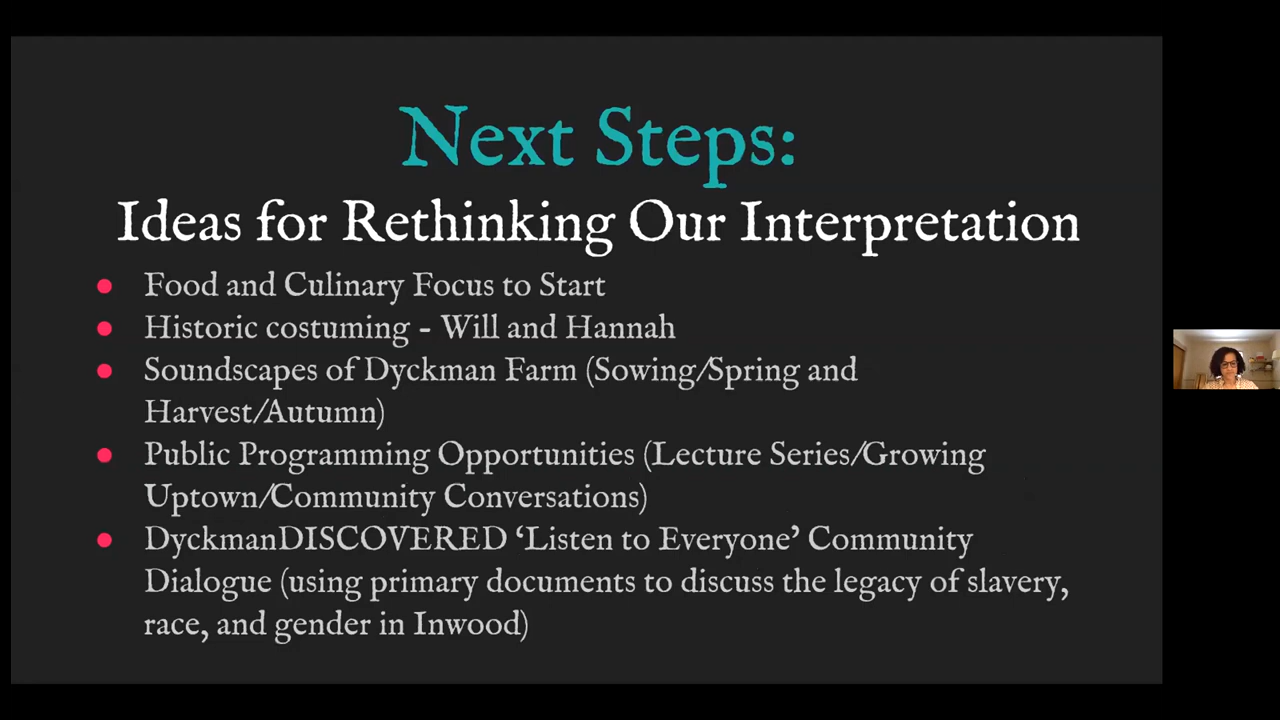 Next Steps:
Ideas for Rethinking Our Interpretation
● Food and Culinary Focus to Start
● Historic costuming - Will and Hannah
● Soundscapes of Dyckman Farm (Sowing/Spring and
Harvest/Autumn)
● Public Programming Opportunities (Lecture Series/Growing
Uptown/Community Conversations)
● DyckmanDISCOVERED ‘Listen to Everyone’ Community
Dialogue (using primary documents to discuss the legacy of slavery,
race, and gender in Inwood)